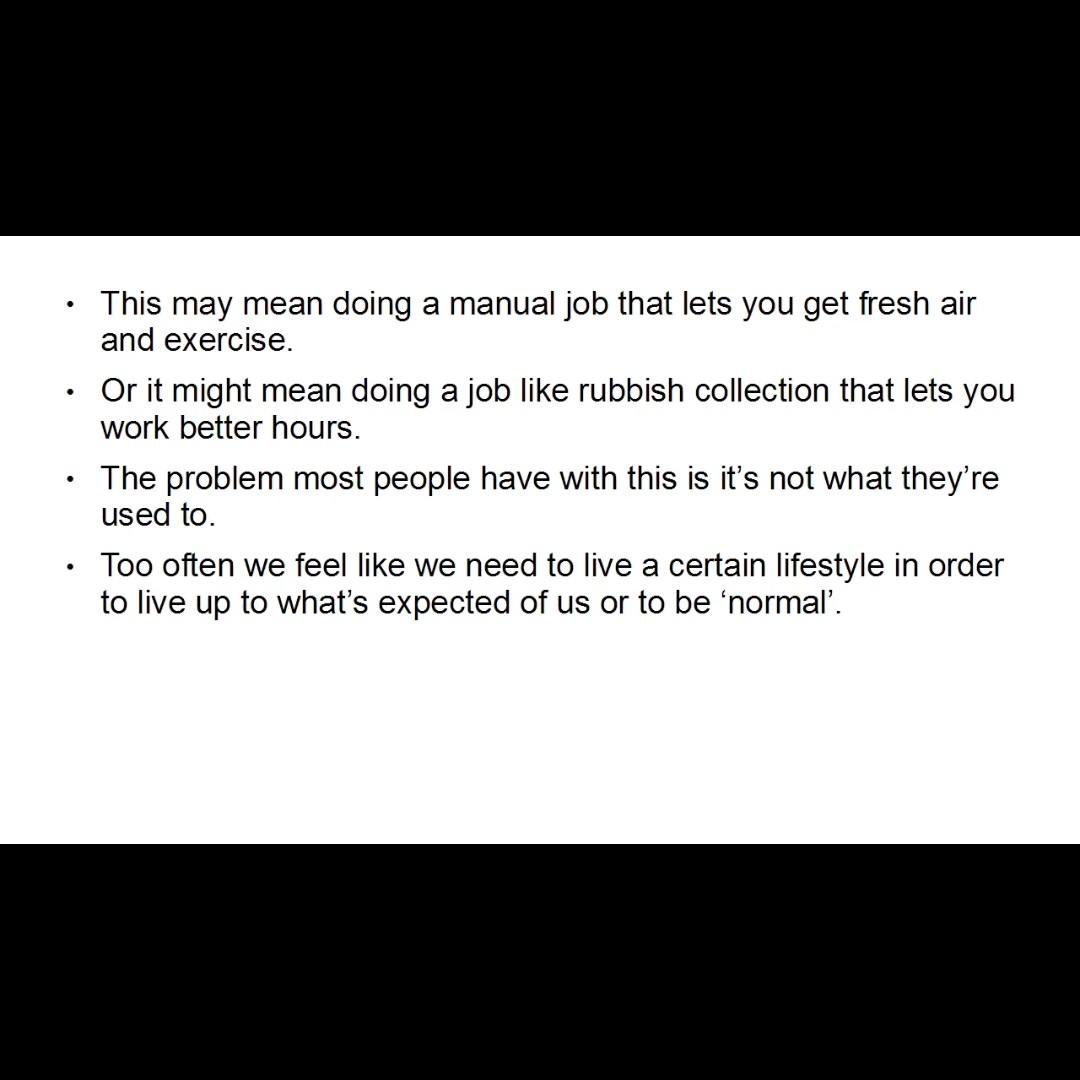 • This may mean doing a manual job that lets you get fresh air
and exercise.
• Or it might mean doing a job like rubbish collection that lets you
work better hours.
• The problem most people have with this is it’s not what they’re
used to.
• Too often we feel like we need to live a certain lifestyle in order
to live up to what’s expected of us or to be ‘normal’.